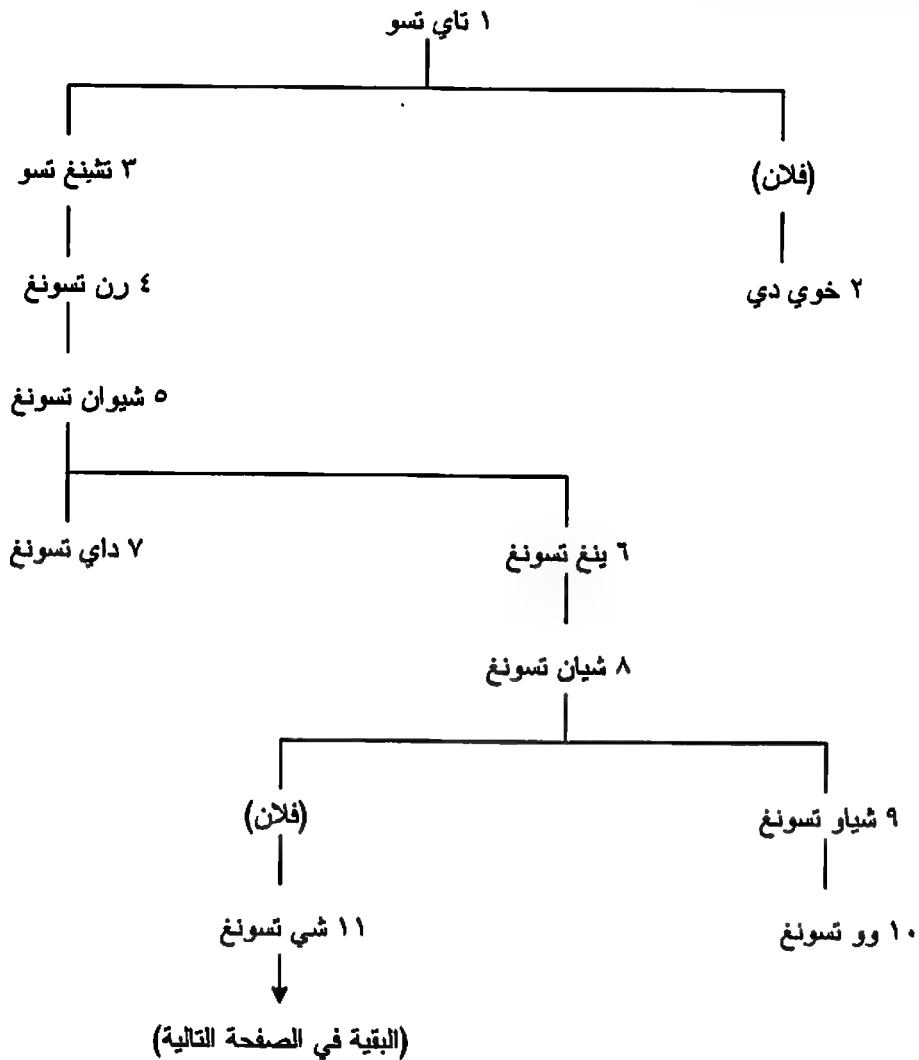 ١ تاي تسو
(فلان)
٣ تشينغ تسو
٢ خوي دي
٤ رن تسونغ
٥ شيوان تسونغ
٦ ينغ تسونغ
٧ داي تسونغ
٨ شيان تسونغ
٩ شياو تسونغ
(فلان)
١٠ وو تسونغ
١١ شي تسونغ
(البقية في الصفحة التالية)